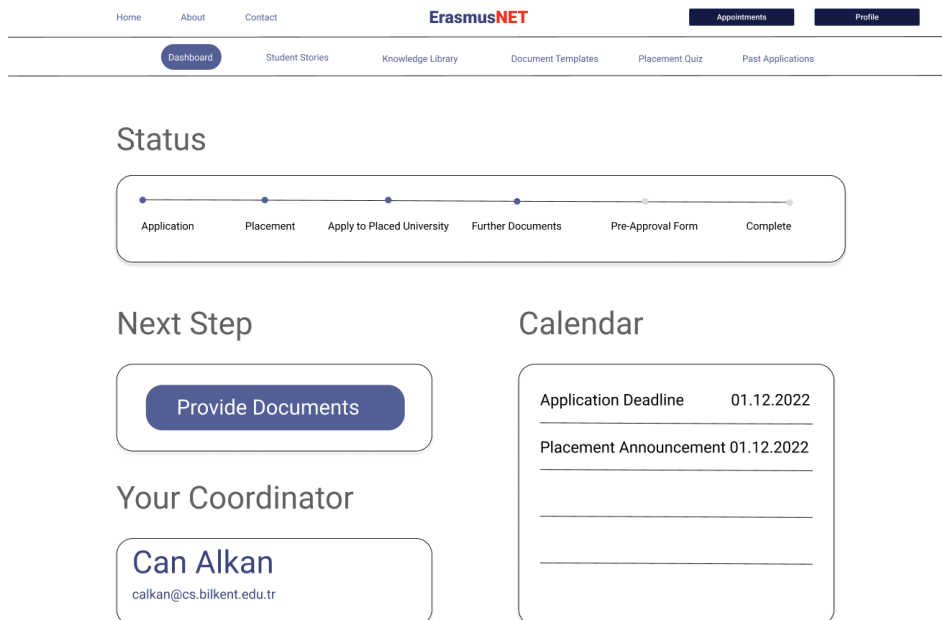 Home About Contact ErasmusNET Appointments Profile
Dashboard Student Stories Knowledge Library Document Templates Placement Quiz Past Applications
Status
Application Placement Apply to Placed University Further Documents Pre-Approval Form Complete
Next Step
Provide Documents
Your Coordinator
Can Alkan
calkan@cs.bilkent.edu.tr
Calendar
Application Deadline 01.12.2022
Placement Announcement 01.12.2022